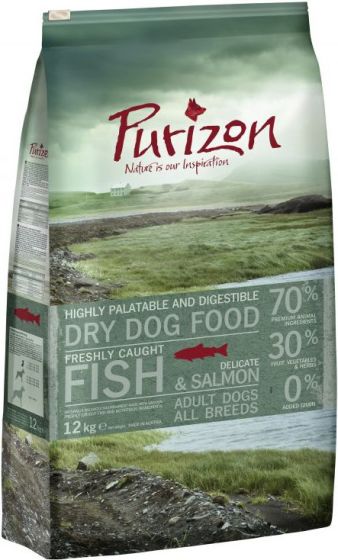 Purizon
Nature is our Inspiration
HIGHLY PALATABLE AND DIGESTIBLE
DRY DOG FOOD
FRESHLY CAUGHT
FISH
DELICATE
& SALMON
ADULT DOGS
ALL BREEDS
12 kg e
70%
PREMIUM ANIMAL
INGREDIENTS
30%
FRUIT, VEGETABLES
& HERBS
0%
ADDED GRAIN
12